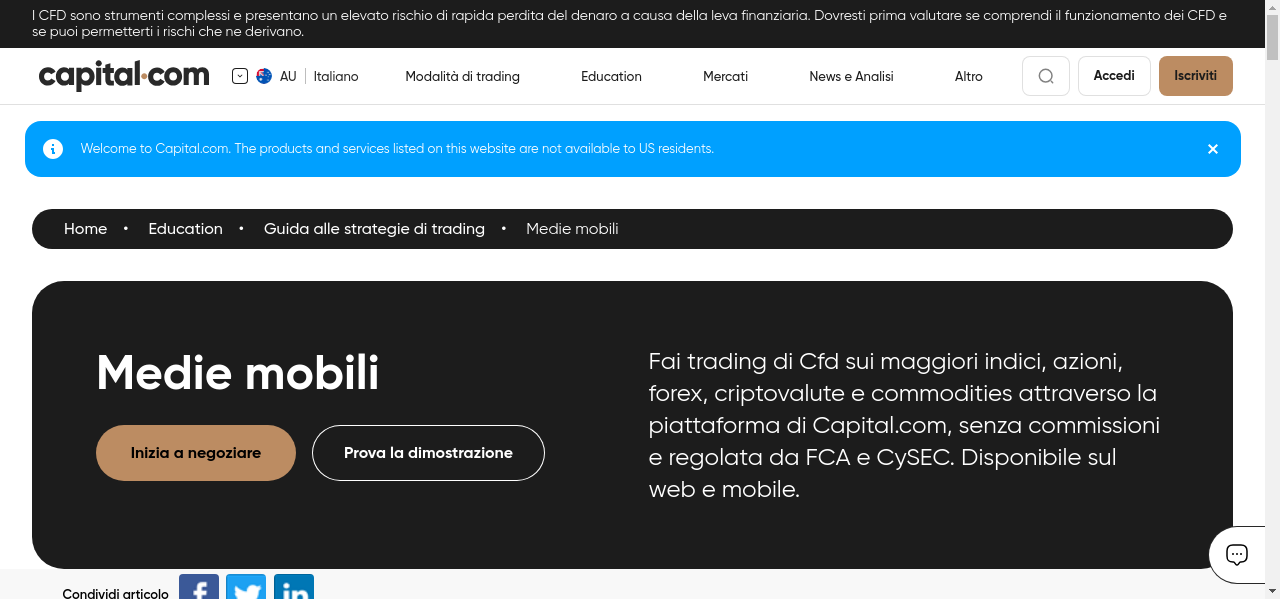 I CFD sono strumenti complessi e presentano un elevato rischio di rapida perdita del denaro a causa della leva finanziaria. Dovresti prima valutare se comprendi il funzionamento dei CFD e
se puoi permetterti i rischi che ne derivano.
capital.com
AU | Italiano
Modalità di trading
Education
Mercati
News e Analisi
Altro
Accedi
Iscriviti
Welcome to Capital.com. The products and services listed on this website are not available to US residents.
Home • Education • Guida alle strategie di trading • Medie mobili
Medie mobili
Inizia a negoziare
Prova la dimostrazione
Fai trading di Cfd sui maggiori indici, azioni,
forex, criptovalute e commodities attraverso la
piattaforma di Capital.com, senza commissioni
e regolata da FCA e CySEC. Disponibile sul
web e mobile.
Condividi articolo